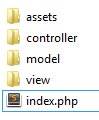 assets
controller
model
view
index.php